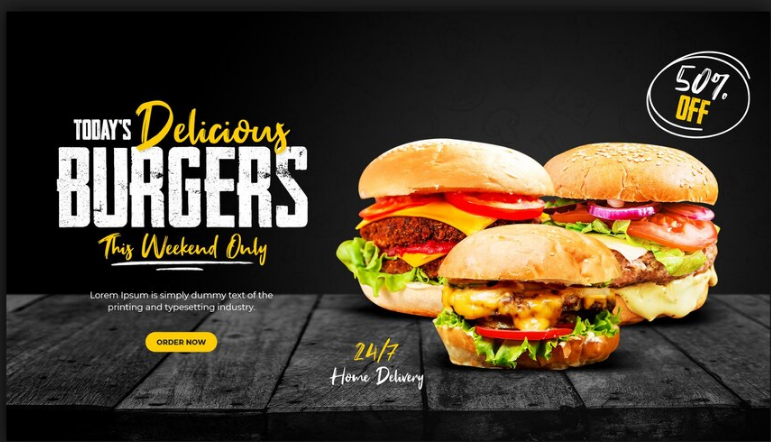 TODAY'S Delicious
BURGERS
This Weekend Only
Lorem Ipsum is simply dummy text of the
printing and typesetting industry.
ORDER NOW
24/7
Home Delivery
50%
OFF